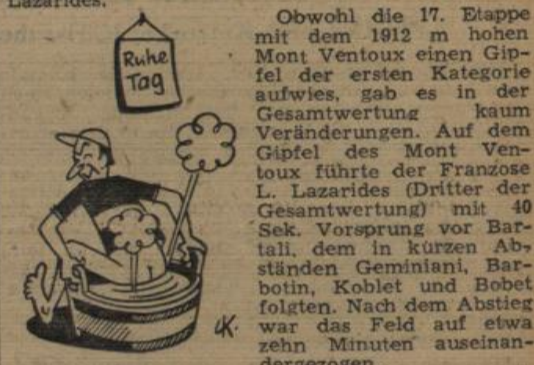 Lazarides.
Ruhe
Tag
LK.
Obwohl die 17. Etappe
mit dem 1912 m hohen
Mont Ventoux einen Gip-
fel der ersten Kategorie
aufwies, gab es in der
Gesamtwertung kaum
Veränderungen. Auf dem
Gipfel des Mont Ven-
toux führte der Franzose
L. Lazarides (Dritter der
Gesamtwertung) mit 40
Sek. Vorsprung vor Bar-
tali, dem in kurzen Ab-
ständen Geminiani, Bar-
botin, Koblet und Bobet
folgten. Nach dem Abstieg
war das Feld auf etwa
zehn Minuten auseinan-
dergezogen